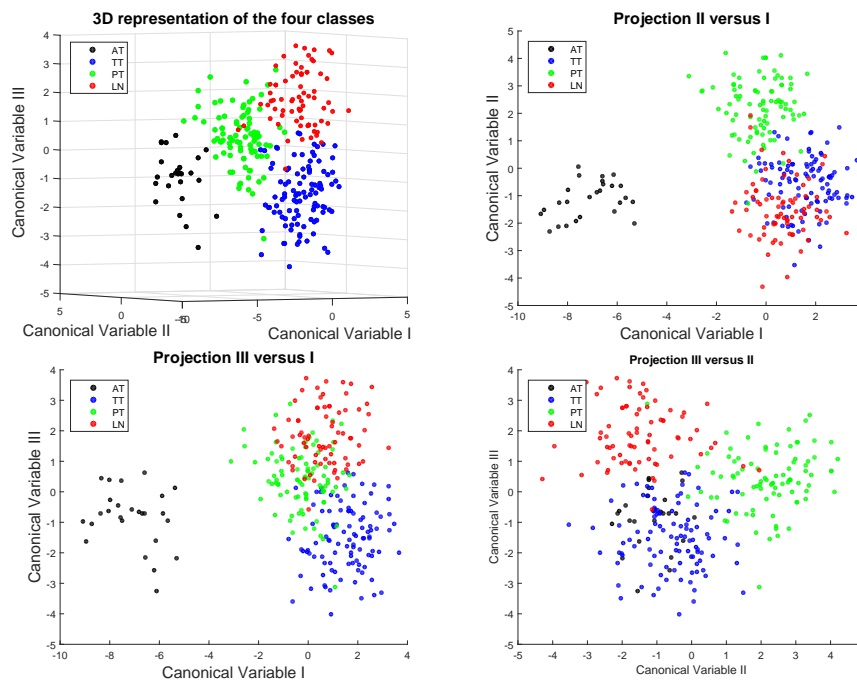 3D representation of the four classes
AT
TT
PT
LN
Canonical Variable III
4
3
2
1
0
-1
-2
-3
-4
-5
5
0
-5
0
5
Canonical Variable II
Canonical Variable I
Projection II versus I
AT
TT
PT
LN
Canonical Variable II
5
4
3
2
1
0
-1
-2
-3
-4
-5
-10
-8
-6
-4
-2
0
2
Canonical Variable I
Projection III versus I
AT
TT
PT
LN
Canonical Variable III
4
3
2
1
0
-1
-2
-3
-4
-5
-10
-8
-6
-4
-2
0
2
4
Canonical Variable I
Projection III versus II
AT
TT
PT
LN
Canonical Variable III
4
3
2
1
0
-1
-2
-3
-4
-5
-5
-4
-3
-2
-1
0
1
2
3
4
Canonical Variable II